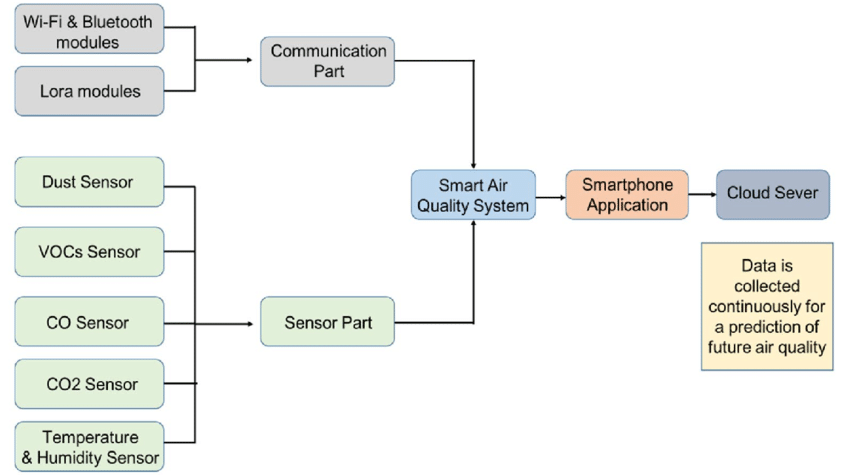 Wi-Fi & Bluetooth
modules
Lora modules
Communication
Part
Dust Sensor
VOCs Sensor
CO Sensor
CO2 Sensor
Temperature
& Humidity Sensor
Sensor Part
Smart Air
Quality System
Smartphone
Application
Cloud Sever
Data is
collected
continuously for
a prediction of
future air quality